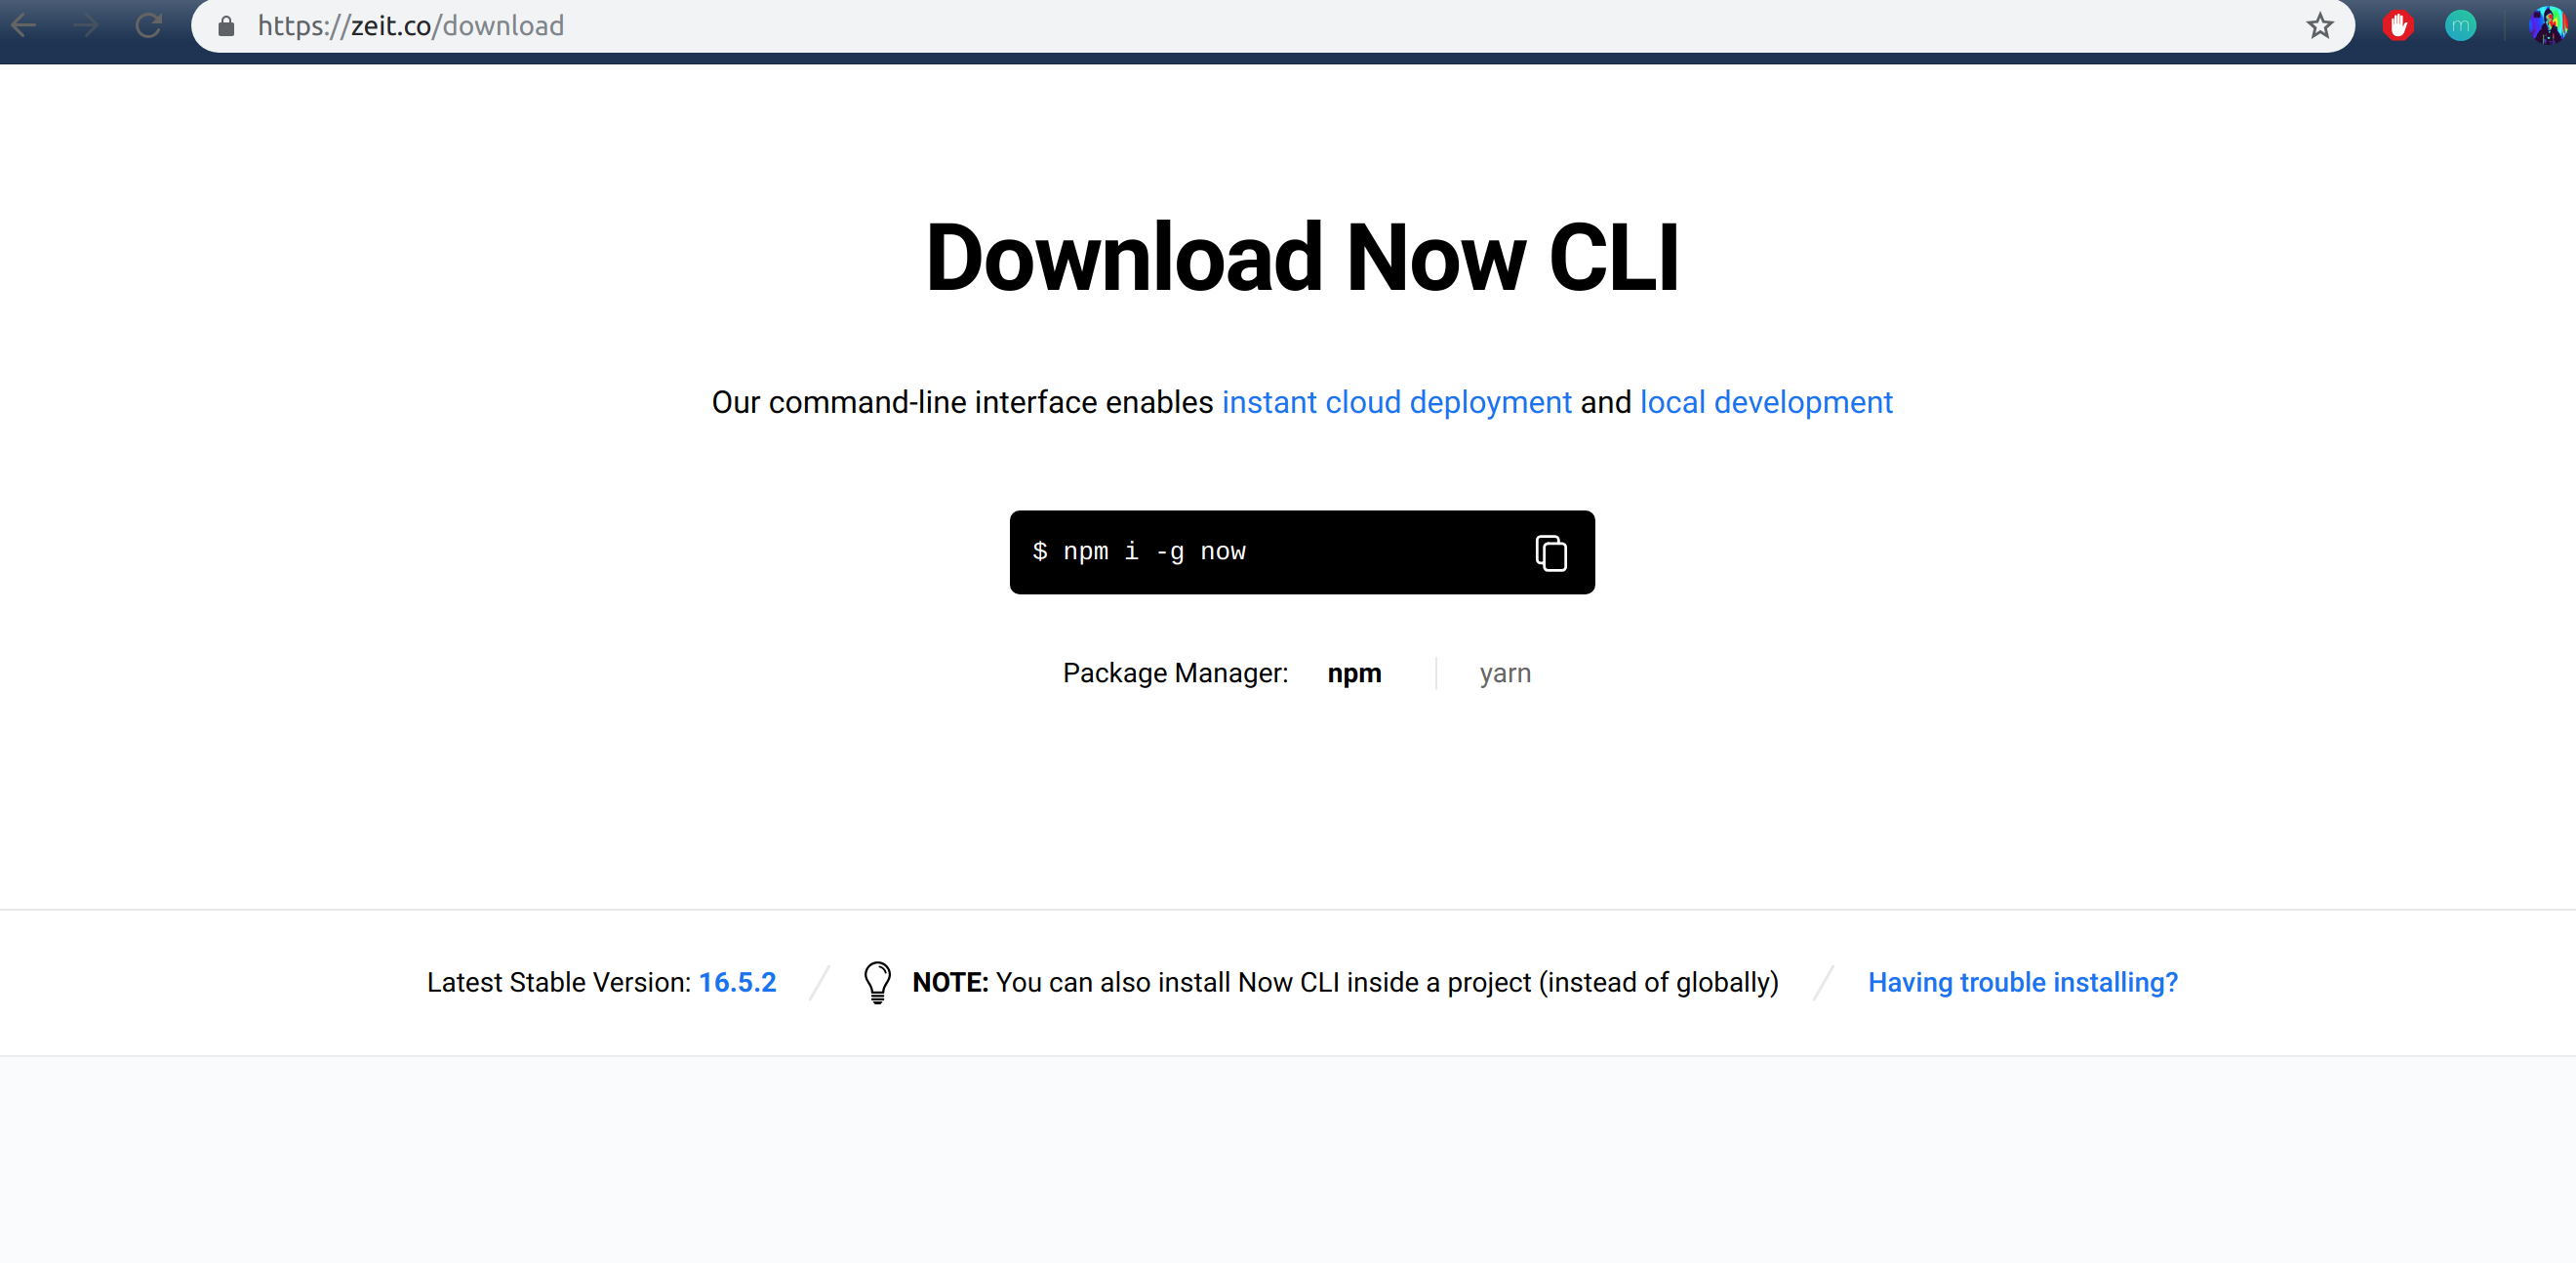 https://zeit.co/download
m
Download Now CLI
Our command-line interface enables instant cloud deployment and local development
$ npm i -g now
Package Manager: npm yarn
Latest Stable Version: 16.5.2 / NOTE: You can also install Now CLI inside a project (instead of globally) / Having trouble installing?